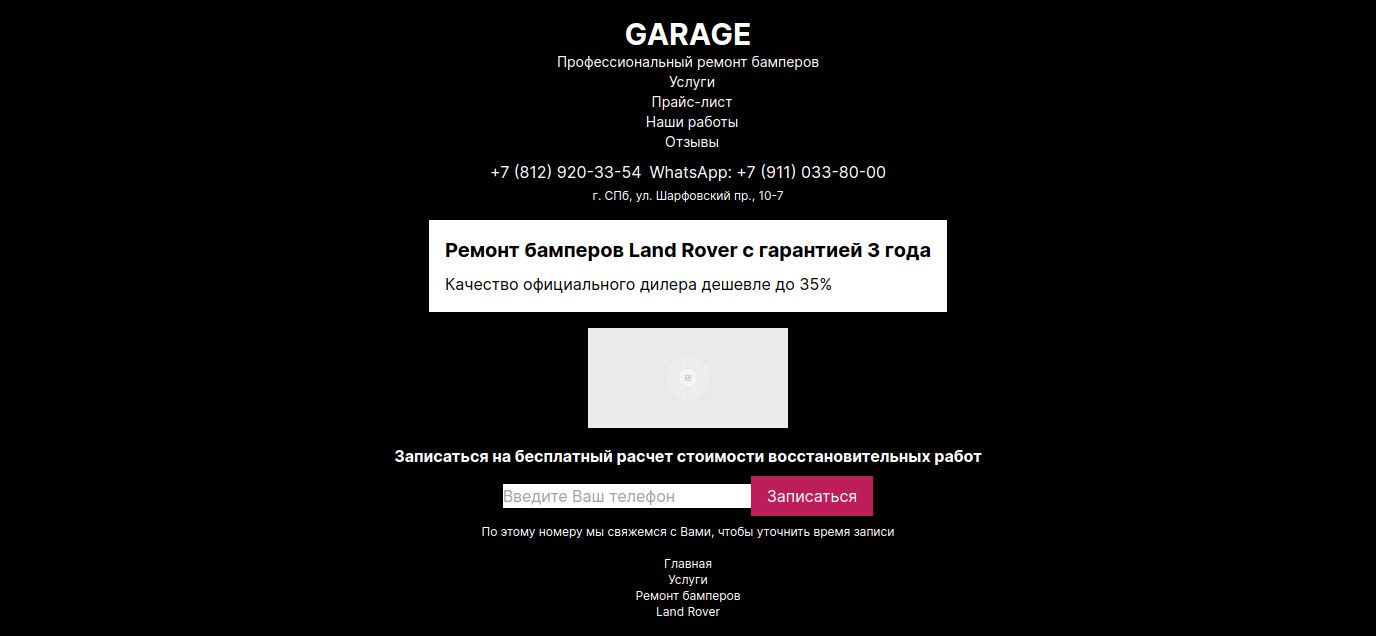 GARAGE
Профессиональный ремонт бамперов
Услуги
Прайс-лист
Наши работы
Отзывы
+7 (812) 920-33-54 WhatsApp: +7 (911) 033-80-00
г. СПб, ул. Шарфовский пр., 10-7
Ремонт бамперов Land Rover с гарантией 3 года
Качество официального дилера дешевле до 35%
Записаться на бесплатный расчет стоимости восстановительных работ
Введите Ваш телефон Записаться
По этому номеру мы свяжемся с Вами, чтобы уточнить время записи
Главная
Услуги
Ремонт бамперов
Land Rover